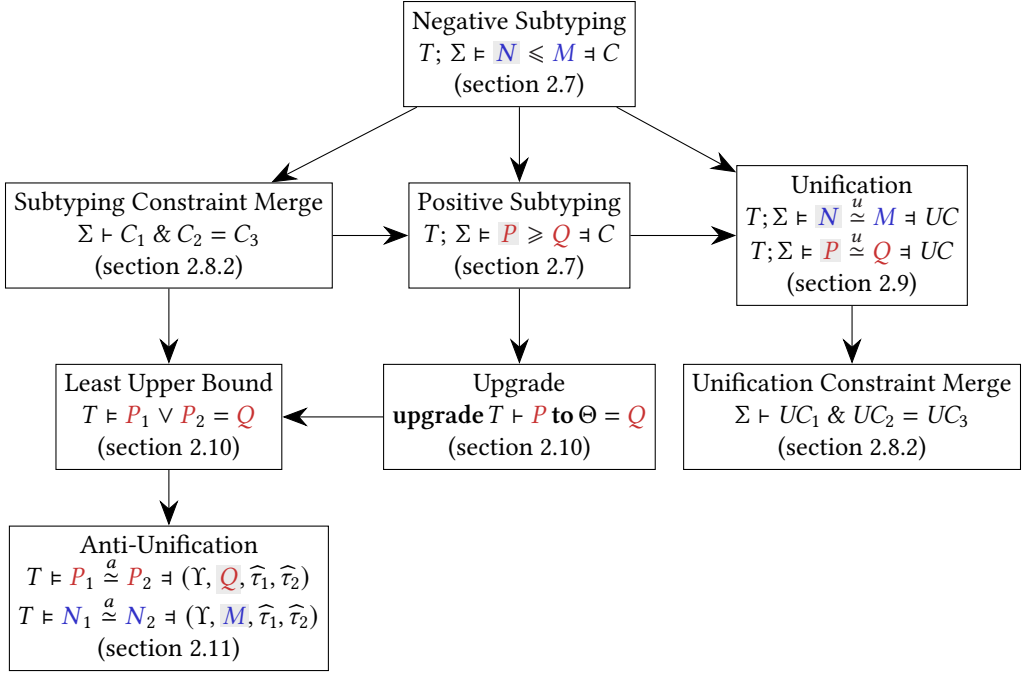 Negative Subtyping
T; Σ ⊨ N ⩽ M ⫤ C
(section 2.7)
Subtyping Constraint Merge
Σ ⊢ C₁ & C₂ = C₃
(section 2.8.2)
Positive Subtyping
T; Σ ⊨ P ⩾ Q ⫤ C
(section 2.7)
Unification
T;Σ ⊨ N ≃ᵘ M ⫤ UC
T;Σ ⊨ P ≃ᵘ Q ⫤ UC
(section 2.9)
Least Upper Bound
T ⊨ P₁ ∨ P₂ = Q
(section 2.10)
Upgrade
upgrade T ⊢ P to Θ = Q
(section 2.10)
Unification Constraint Merge
Σ ⊢ UC₁ & UC₂ = UC₃
(section 2.8.2)
Anti-Unification
T ⊨ P₁ ≃ᵃ P₂ ⫤ (Υ, Q, τ̂₁, τ̂₂)
T ⊨ N₁ ≃ᵃ N₂ ⫤ (Υ, M, τ̂₁, τ̂₂)
(section 2.11)